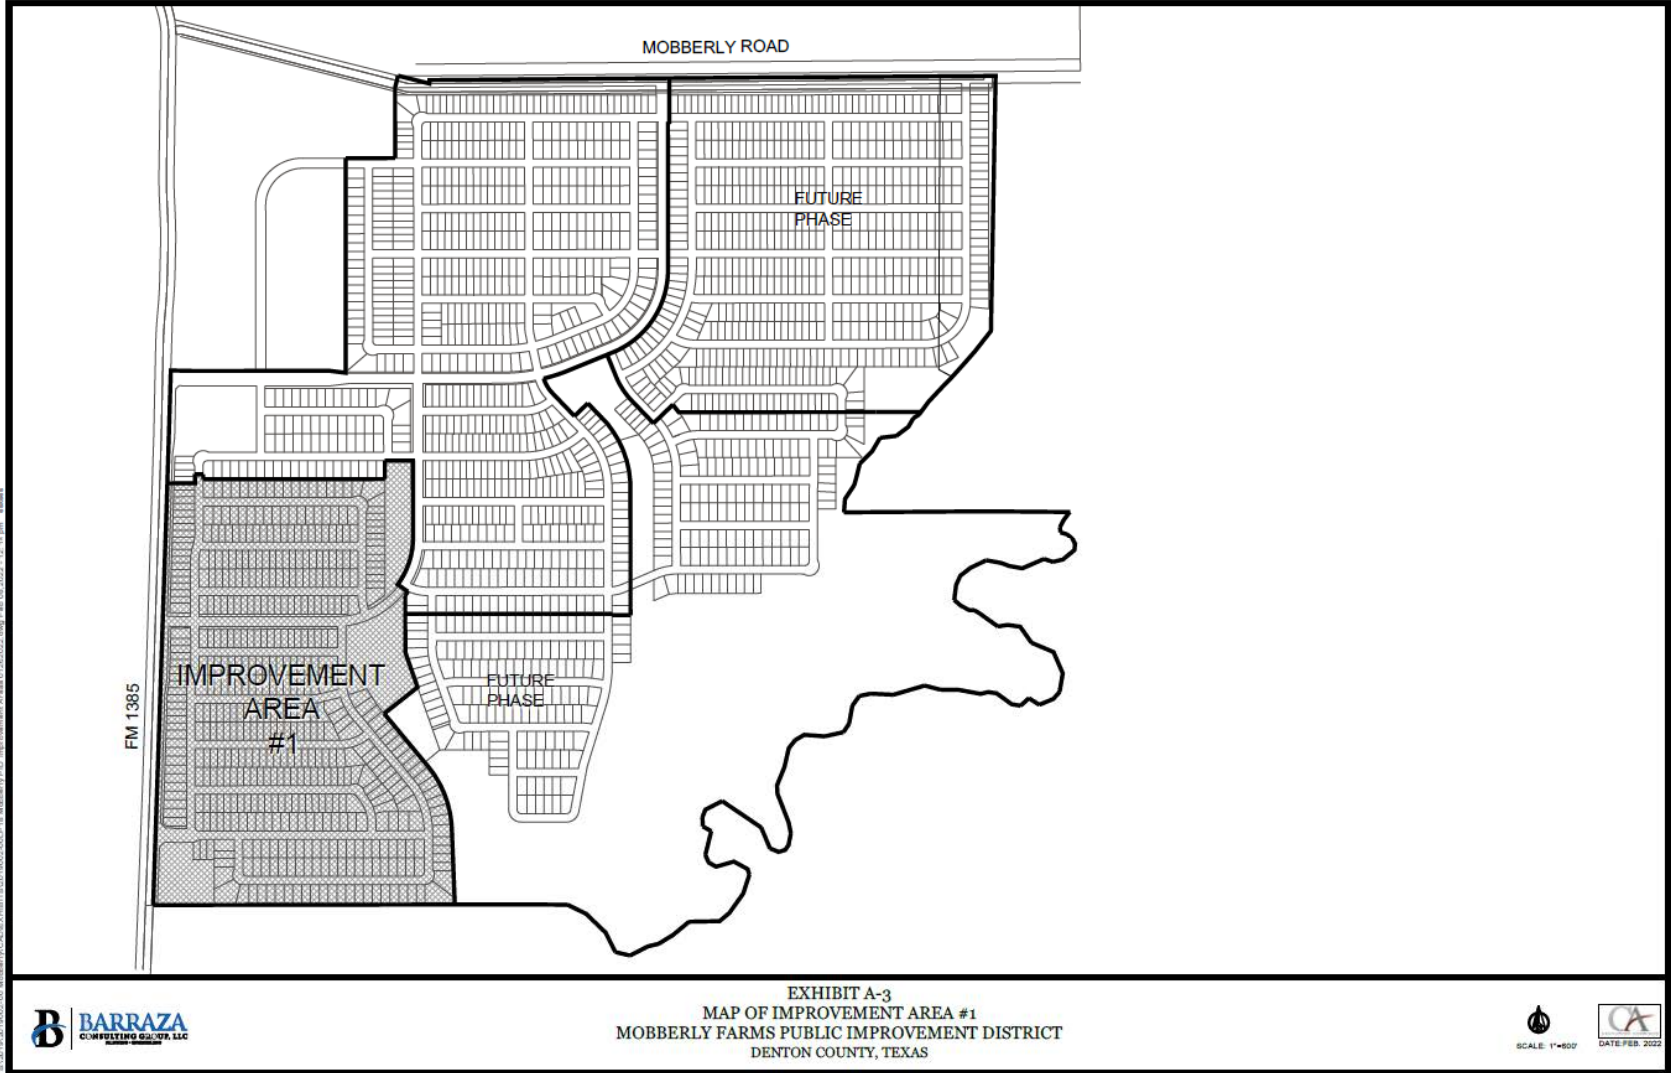 MOBBERLY ROAD
FUTURE
PHASE
IMPROVEMENT
AREA
#1
FUTURE
PHASE
FM 1385
B BARRAZA
CONSULTING GROUP, LLC
EXHIBIT A-3
MAP OF IMPROVEMENT AREA #1
MOBBERLY FARMS PUBLIC IMPROVEMENT DISTRICT
DENTON COUNTY, TEXAS
SCALE: 1"=600'
CA
DATE:FEB. 2022